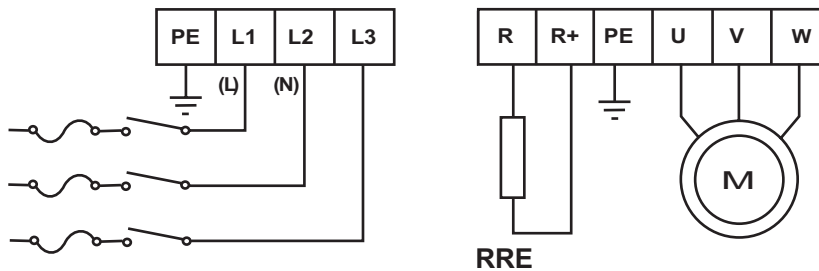 PE L1 L2 L3
(L) (N)
R R+ PE U V W
M
RRE